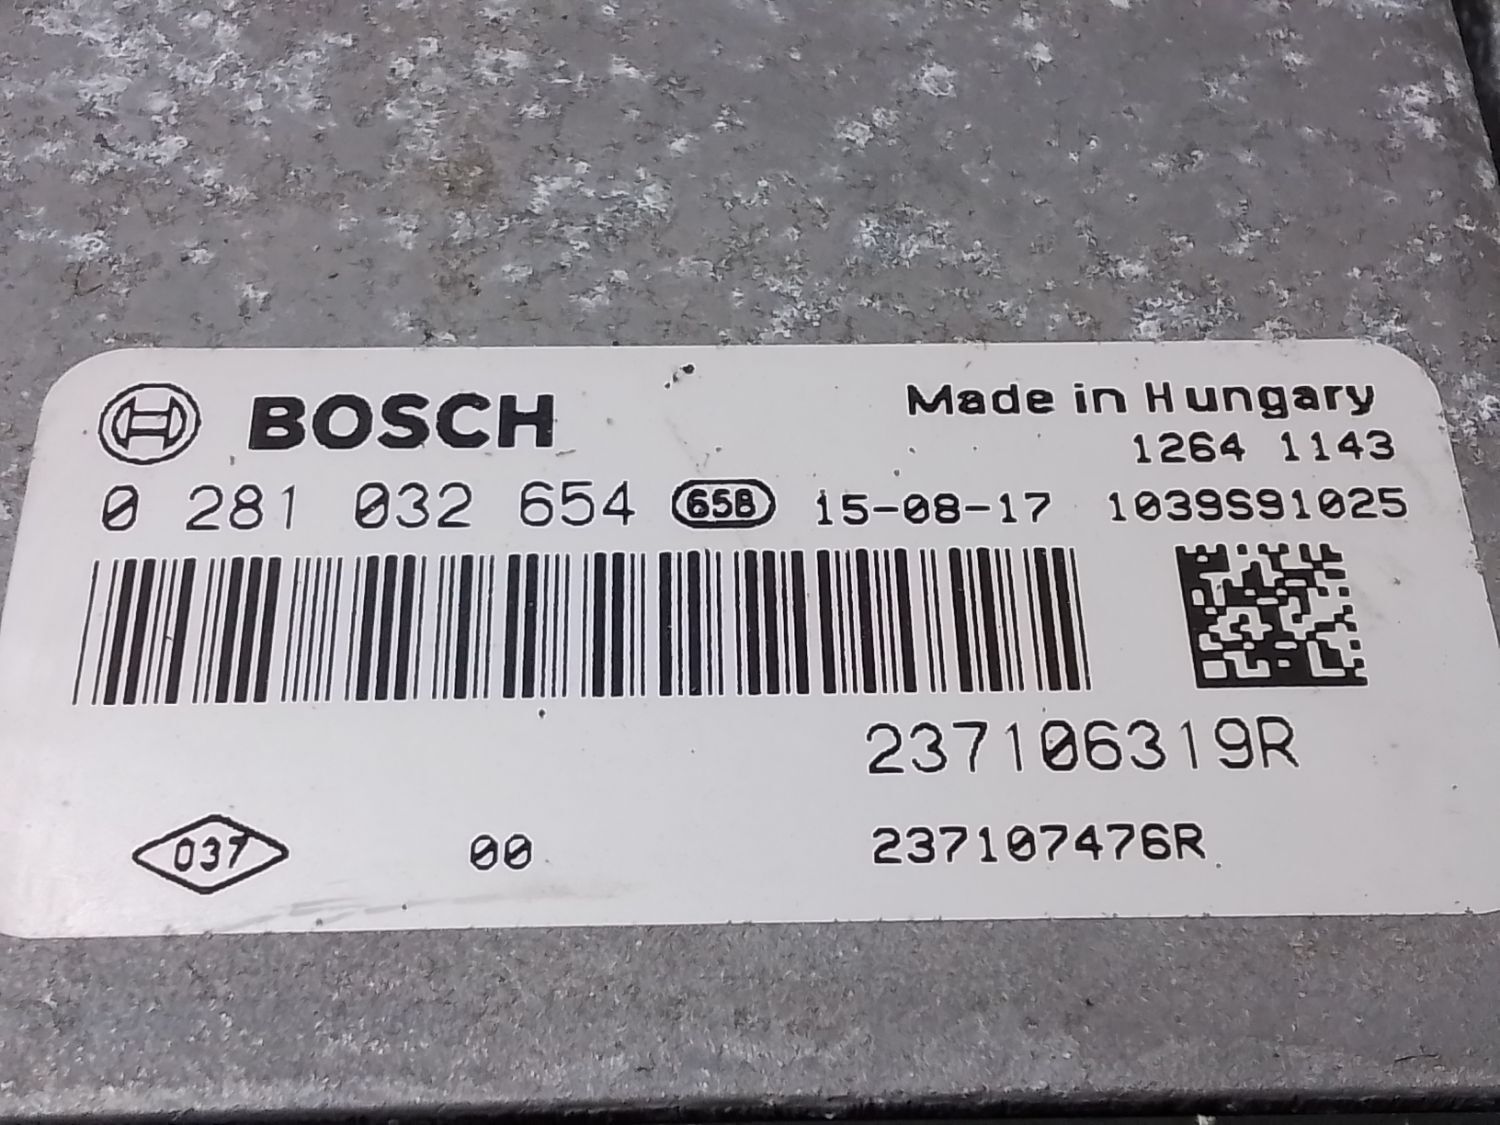 BOSCH
Made in Hungary
1264 1143
0 281 032 654 65B 15-08-17 1039S91025
237106319R
037 00 237107476R